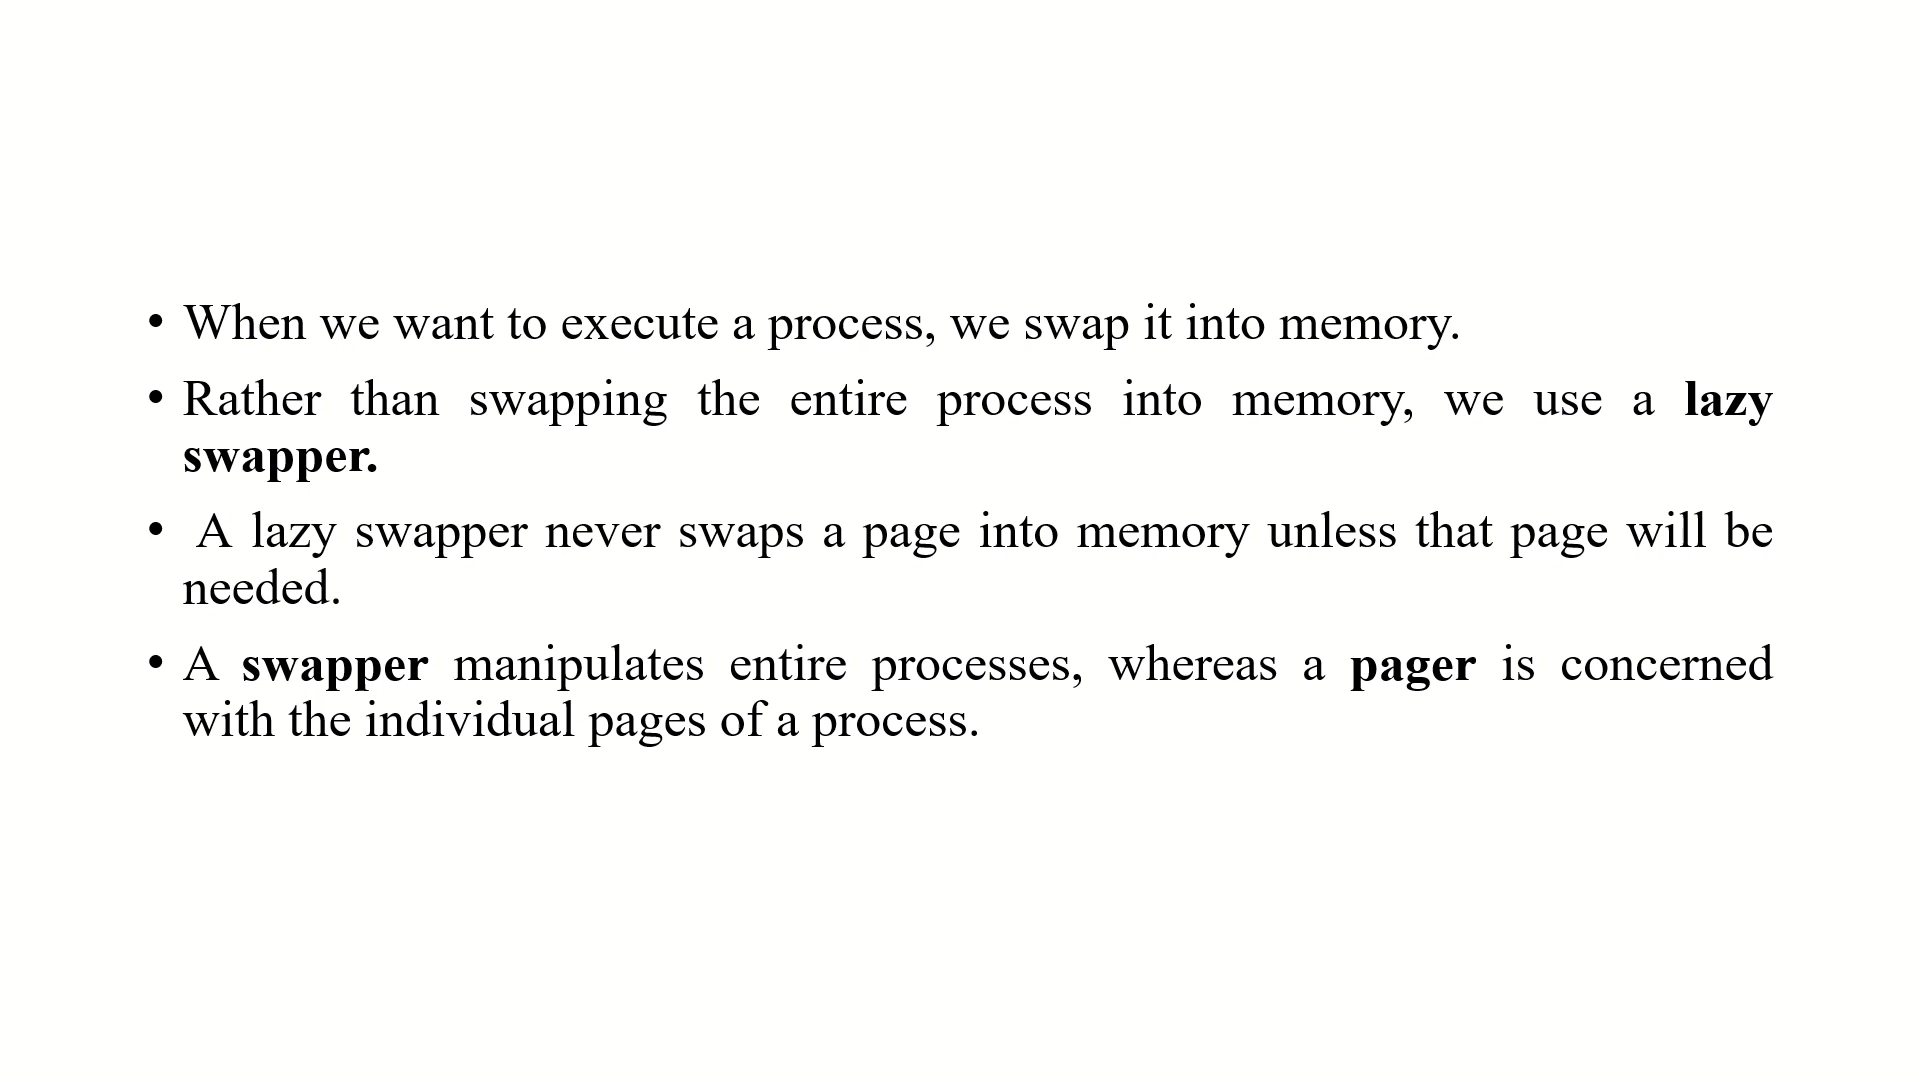 • When we want to execute a process, we swap it into memory.
• Rather than swapping the entire process into memory, we use a lazy
swapper.
• A lazy swapper never swaps a page into memory unless that page will be
needed.
• A swapper manipulates entire processes, whereas a pager is concerned
with the individual pages of a process.